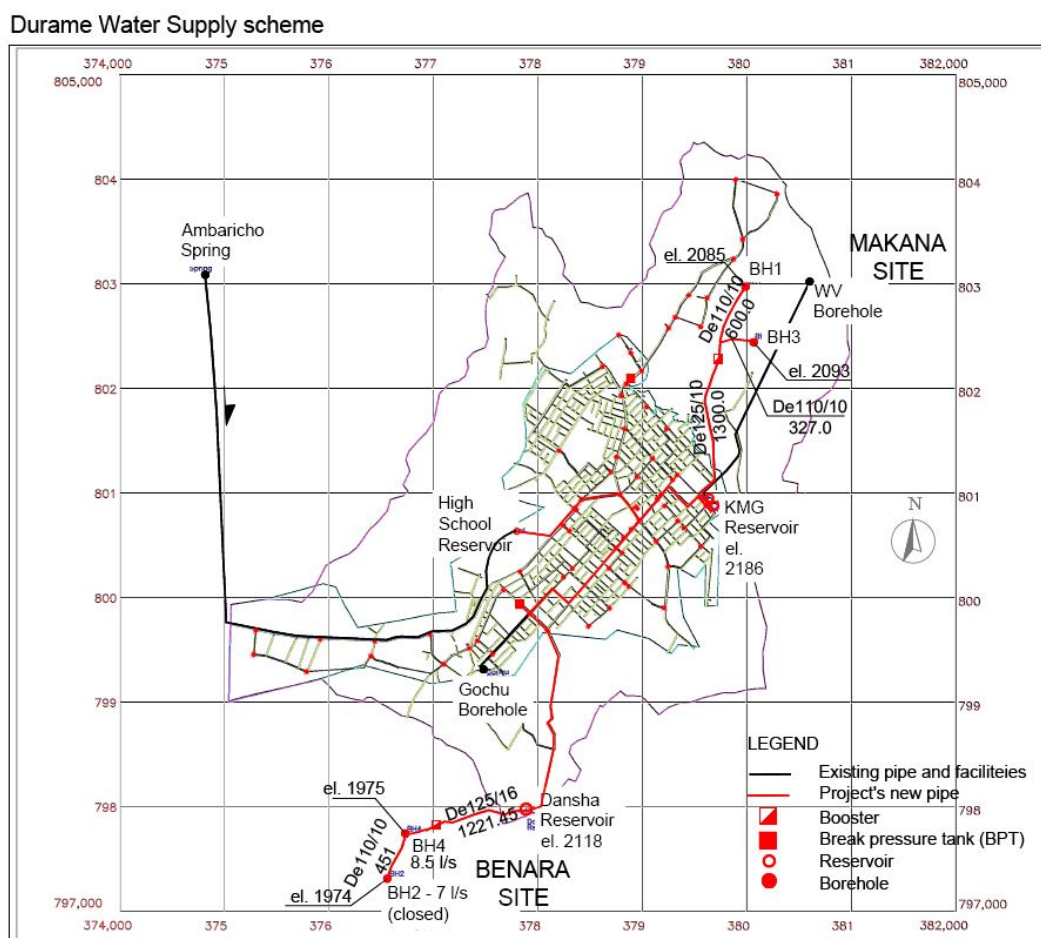 Durame Water Supply scheme
374,000 375 376 377 378 379 380 381 382,000
805,000 805,000
804 804
Ambaricho
Spring
Spring
MAKANA
SITE
el. 2085
BH1
803 803
WV
Borehole
De110/10
600.0
BH3
el. 2093
802 802
De110/10
327.0
De125/10
1300.0
801 801
High
School
Reservoir
KMG
Reservoir
el.
2186
N
800 800
799 799
Gochu
Borehole
LEGEND
Existing pipe and faciliteies
Project's new pipe
Booster
Break pressure tank (BPT)
Reservoir
Borehole
el. 1975
798 798
De125/16
1221.45
Dansha
Reservoir
el. 2118
BH4
BH4
8.5 l/s
De110/10
451
BENARA
SITE
el. 1974
BH2
BH2 - 7 l/s
(closed)
797,000 797,000
374,000 375 376 377 378 379 380 381 382,000